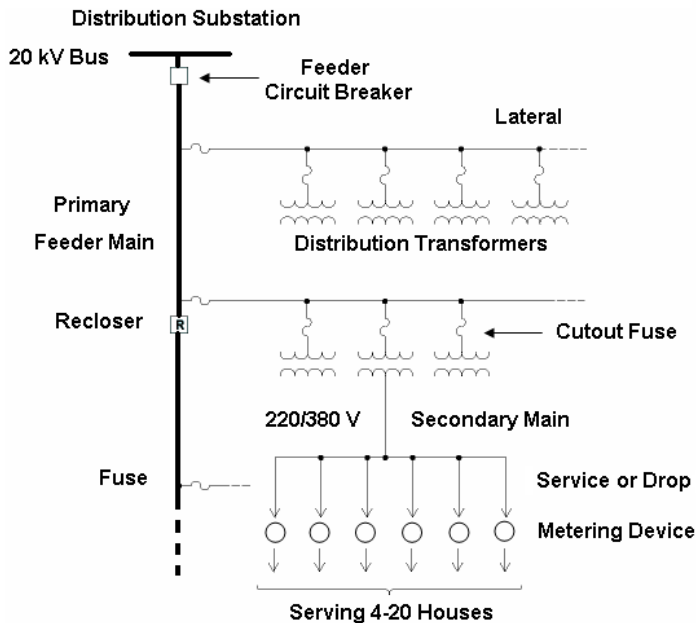 Distribution Substation
20 kV Bus
Feeder
Circuit Breaker
Lateral
Primary
Feeder Main
Distribution Transformers
Recloser
R
Cutout Fuse
220/380 V
Secondary Main
Fuse
Service or Drop
Metering Device
Serving 4-20 Houses